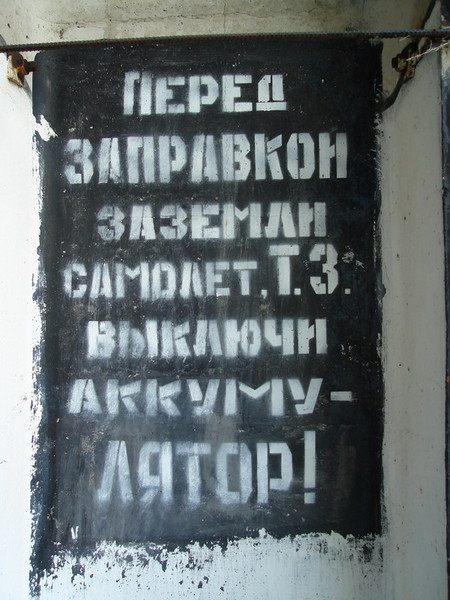 ПЕРЕД
ЗАПРАВКОЙ
ЗАЗЕМЛИ
САМОЛЕТ, Т.З.
ВЫКЛЮЧИ
АККУМУ-
ЛЯТОР!